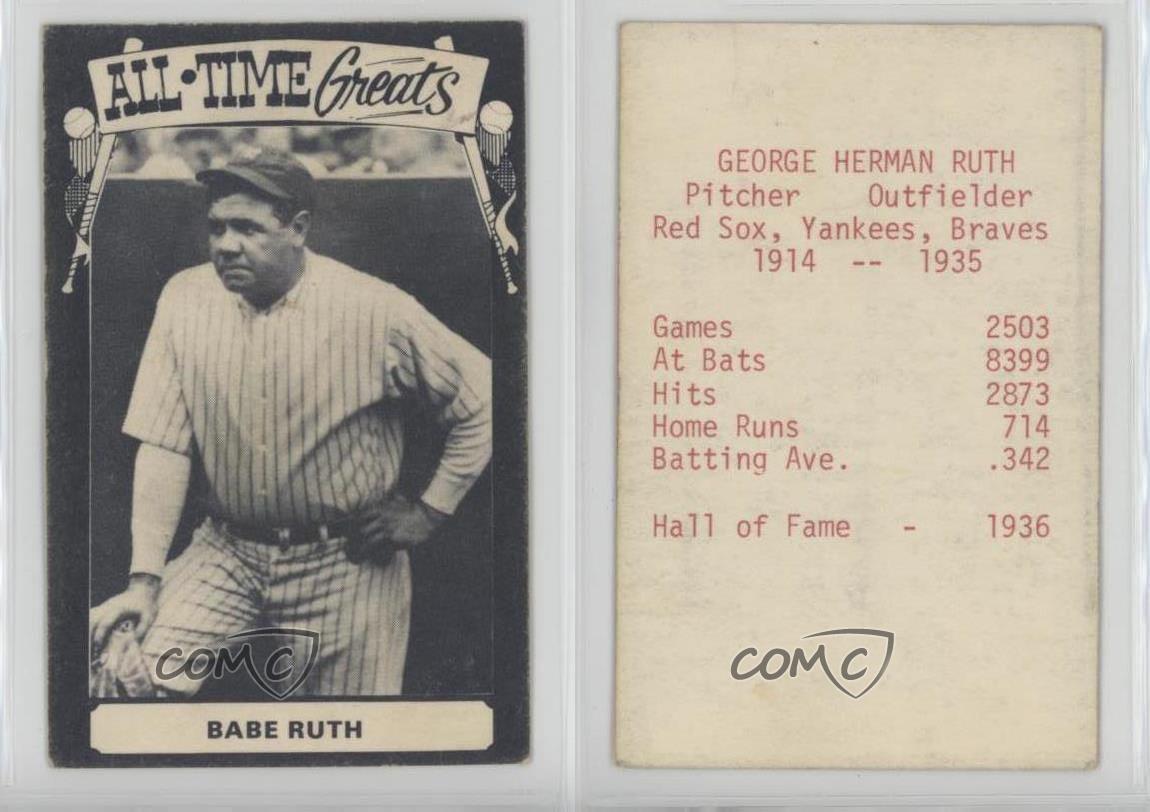 ALL•TIME Greats
BABE RUTH
COMC
GEORGE HERMAN RUTH
Pitcher Outfielder
Red Sox, Yankees, Braves
1914 -- 1935
Games 2503
At Bats 8399
Hits 2873
Home Runs 714
Batting Ave. .342
Hall of Fame - 1936
COMC